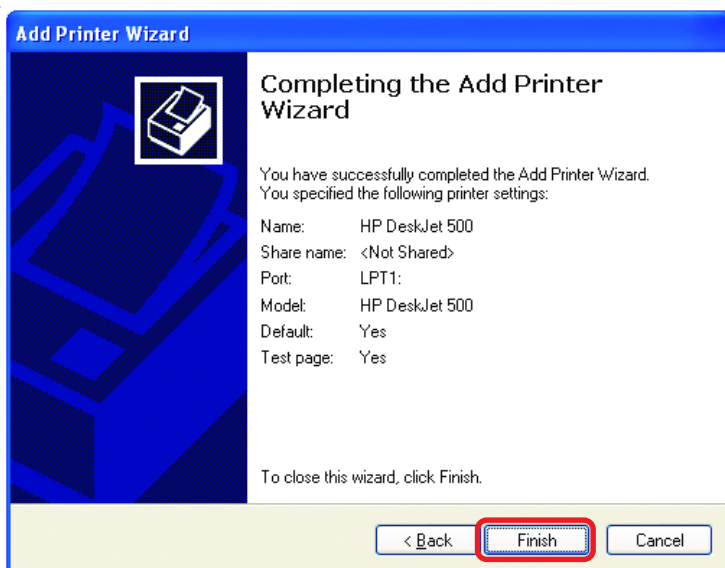 Add Printer Wizard
Completing the Add Printer
Wizard
You have successfully completed the Add Printer Wizard.
You specified the following printer settings:
Name: HP DeskJet 500
Share name: <Not Shared>
Port: LPT1:
Model: HP DeskJet 500
Default: Yes
Test page: Yes
To close this wizard, click Finish.
< Back Finish Cancel